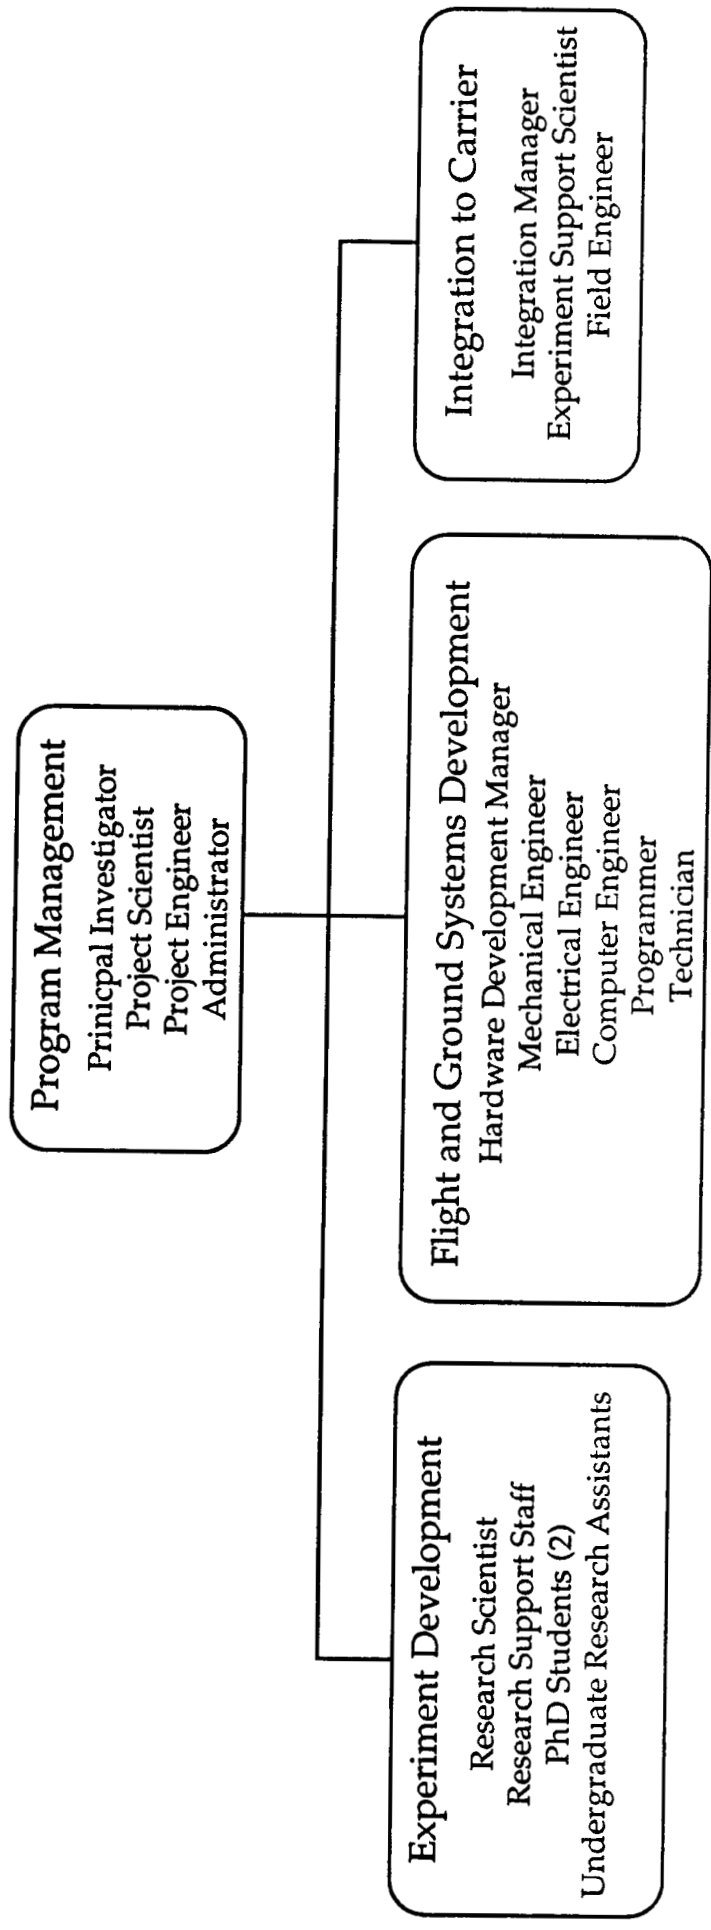 Program Management
Prinicpal Investigator
Project Scientist
Project Engineer
Administrator
Experiment Development
Research Scientist
Research Support Staff
PhD Students (2)
Undergraduate Research Assistants
Flight and Ground Systems Development
Hardware Development Manager
Mechanical Engineer
Electrical Engineer
Computer Engineer
Programmer
Technician
Integration to Carrier
Integration Manager
Experiment Support Scientist
Field Engineer